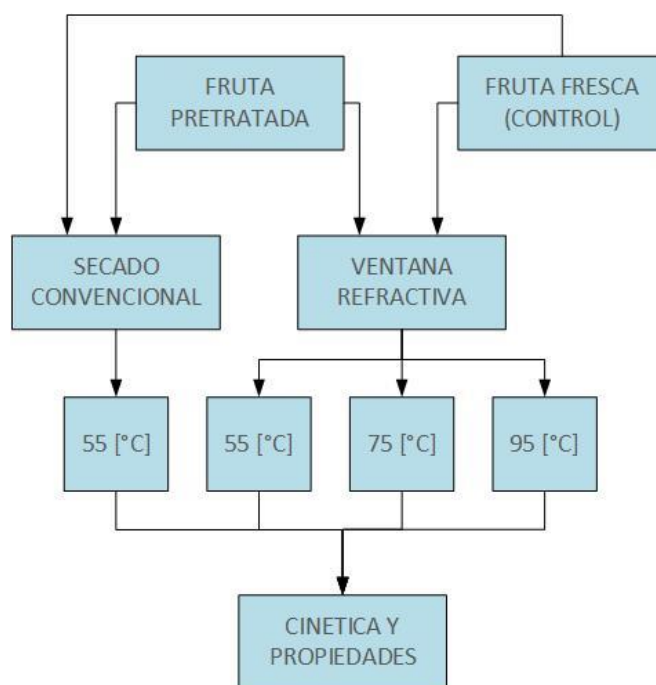 FRUTA
PRETRATADA
FRUTA FRESCA
(CONTROL)
SECADO
CONVENCIONAL
VENTANA
REFRACTIVA
55 [°C]
55 [°C]
75 [°C]
95 [°C]
CINETICA Y
PROPIEDADES